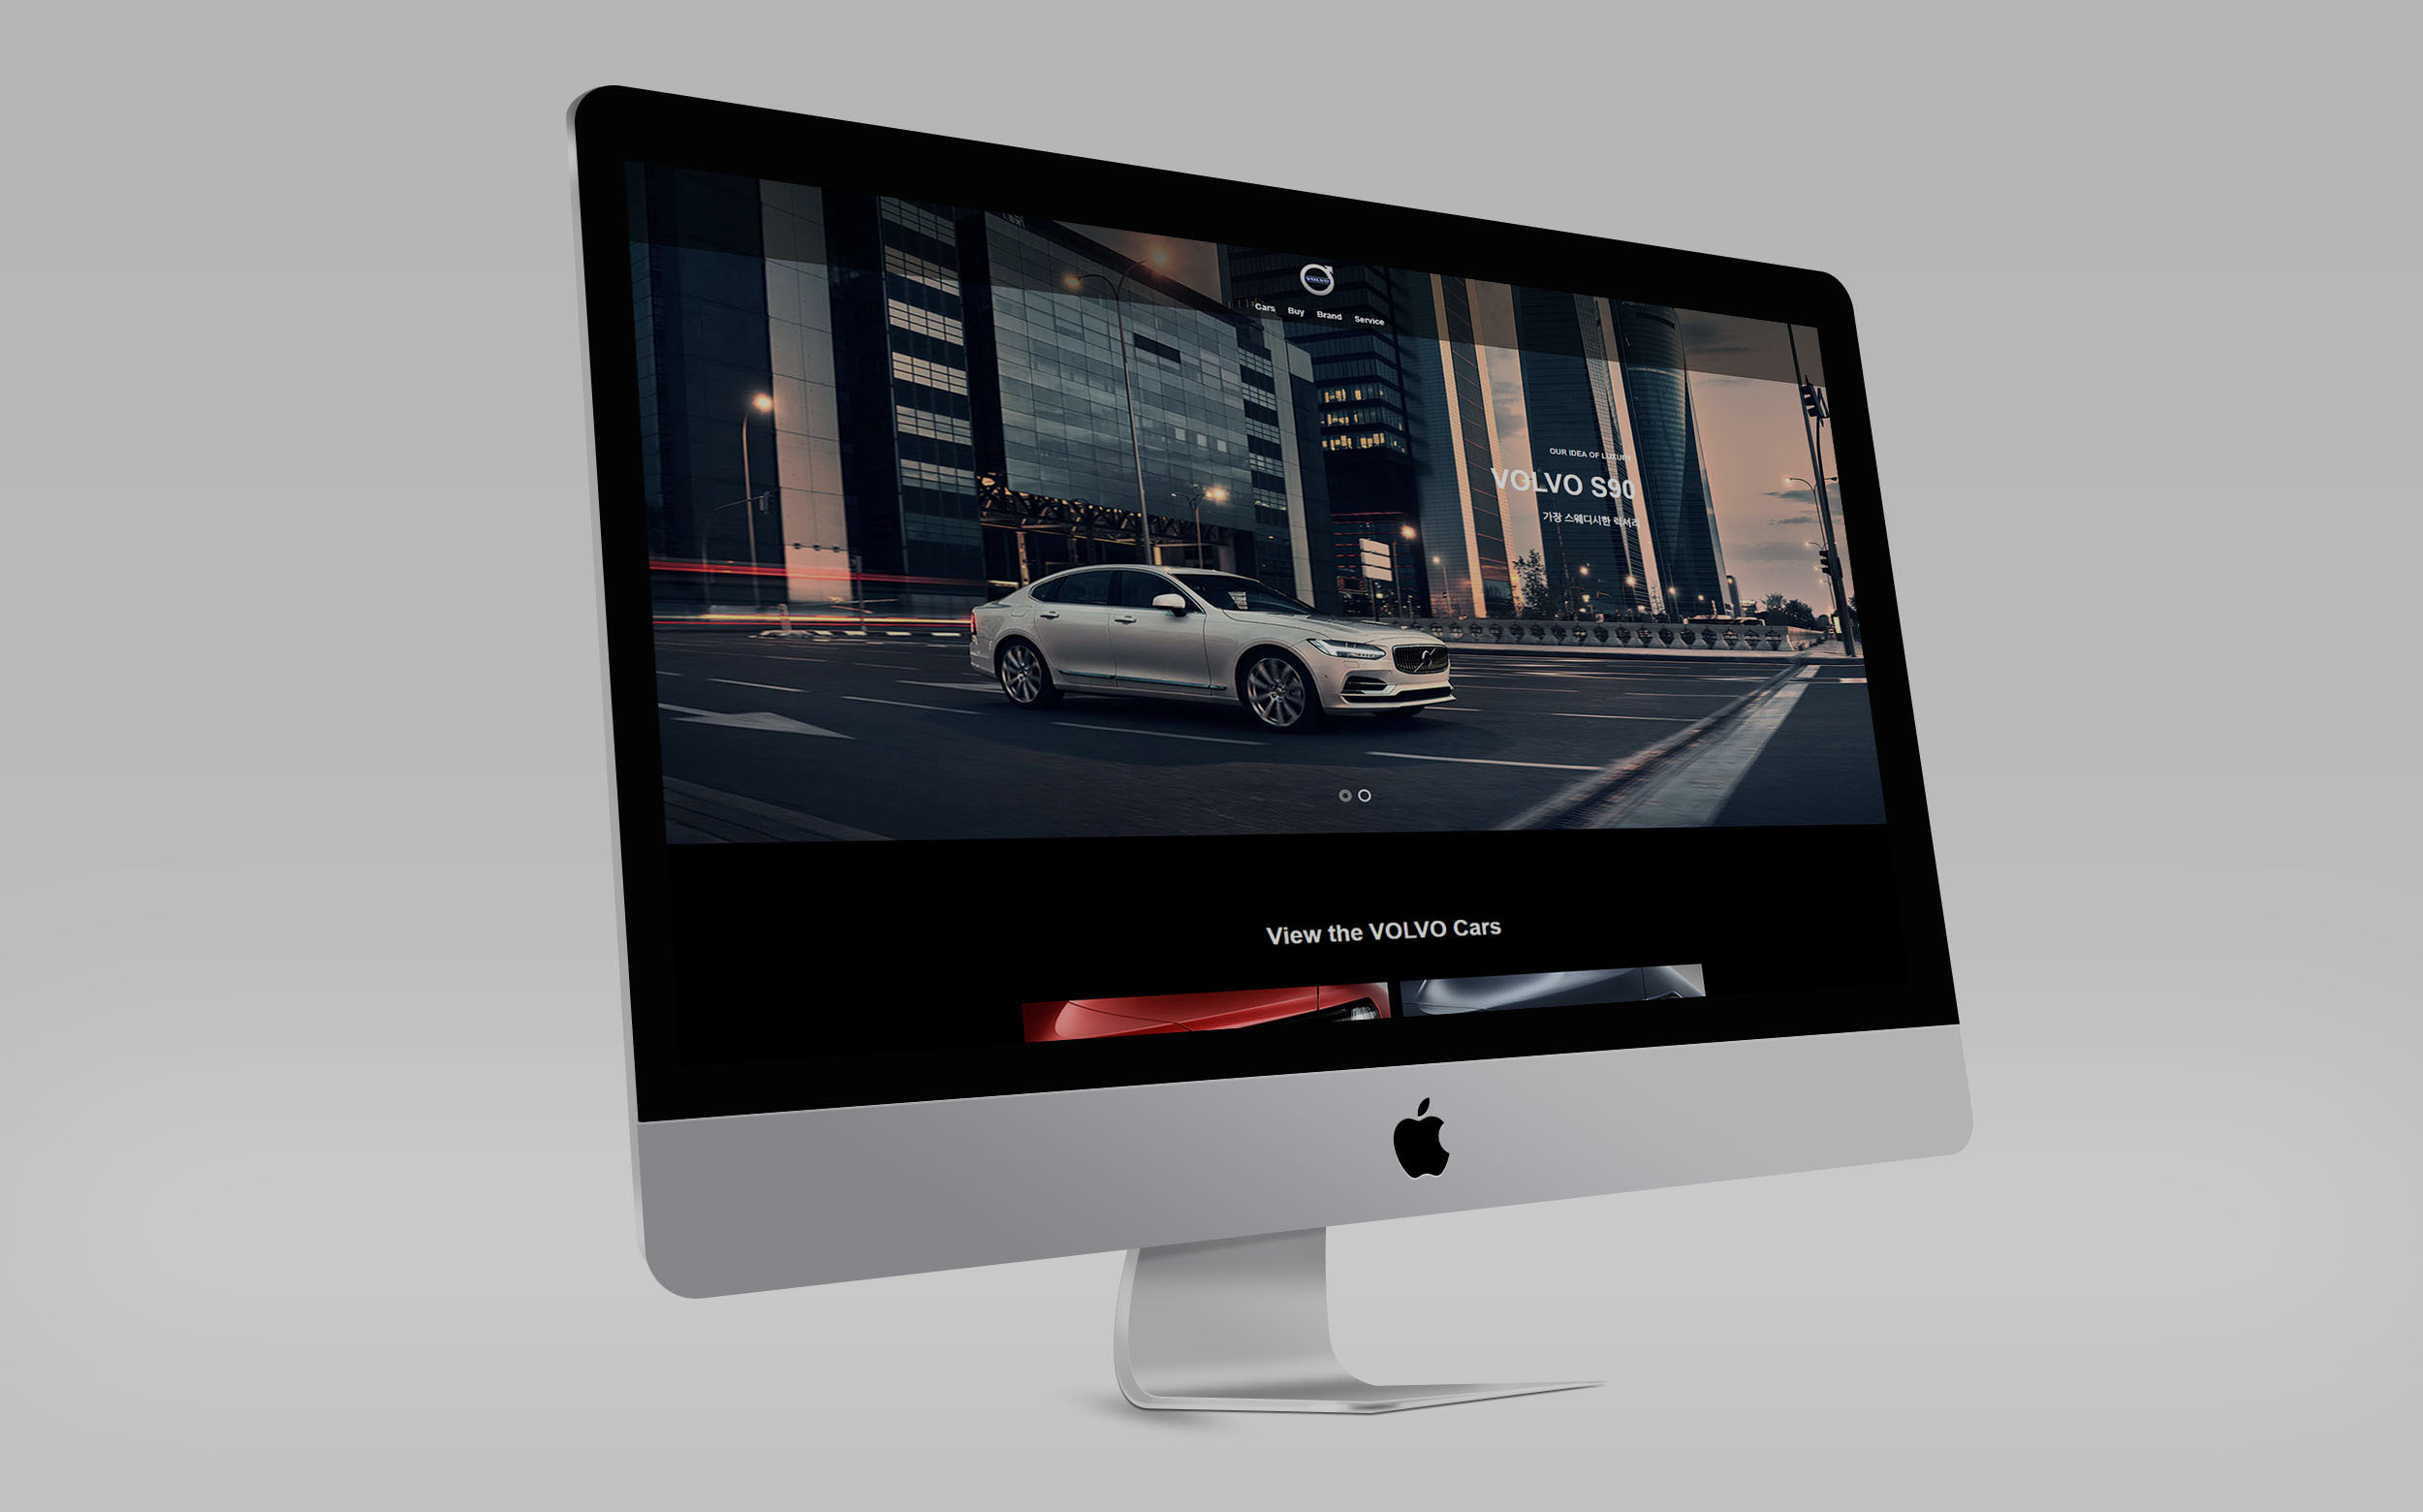 VOLVO
Cars Buy Brand Service
OUR IDEA OF LUXURY
VOLVO S90
가장 스웨디시한 럭셔리
View the VOLVO Cars